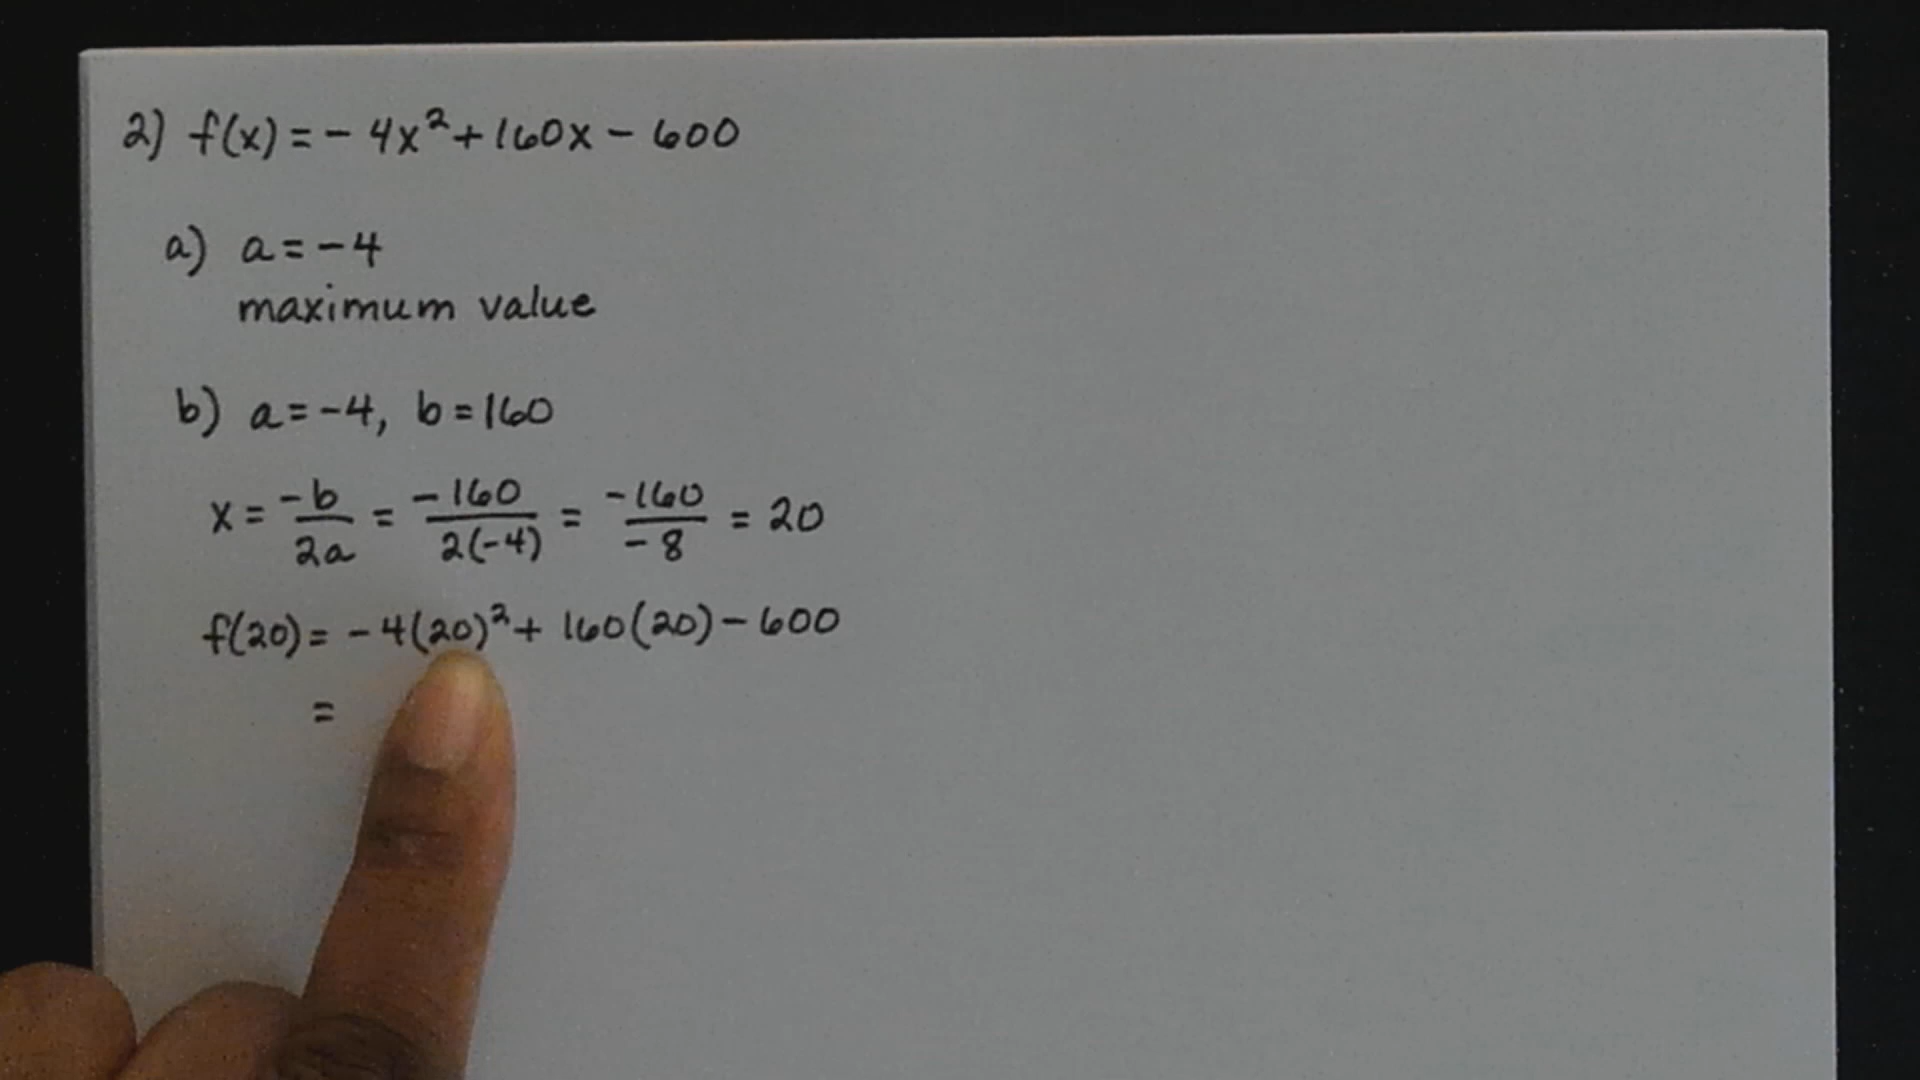 2) f(x) = - 4x² + 160x - 600
a) a = -4
maximum value
b) a = -4, b = 160
x = -b/2a = -160/2(-4) = -160/-8 = 20
f(20) = -4(20)² + 160(20) - 600
=